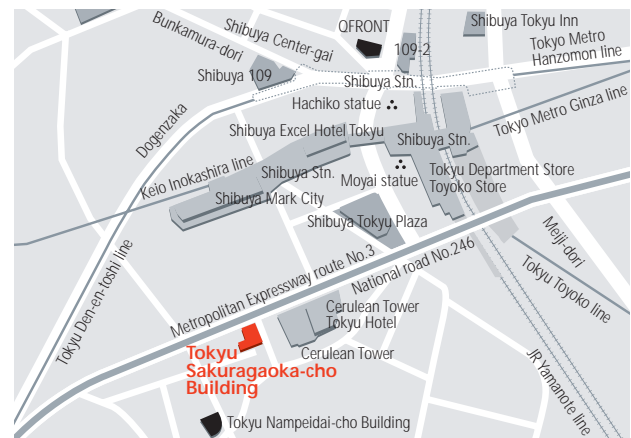 QFRONT
Shibuya Tokyu Inn
Shibuya Center-gai
Bunkamura-dori
109-2
Tokyo Metro
Hanzomon line
Shibuya 109
Shibuya Stn.
Hachiko statue
Dogenzaka
Shibuya Excel Hotel Tokyu
Shibuya Stn.
Tokyo Metro Ginza line
Keio Inokashira line
Shibuya Stn.
Moyai statue
Tokyu Department Store
Toyoko Store
Shibuya Mark City
Shibuya Tokyu Plaza
Meiji-dori
Metropolitan Expressway route No.3
National road No.246
Tokyu Toyoko line
Tokyu Den-en-toshi line
Cerulean Tower
Tokyu Hotel
Cerulean Tower
Tokyu
Sakuragaoka-cho
Building
JR Yamanote line
Tokyu Nampeidai-cho Building